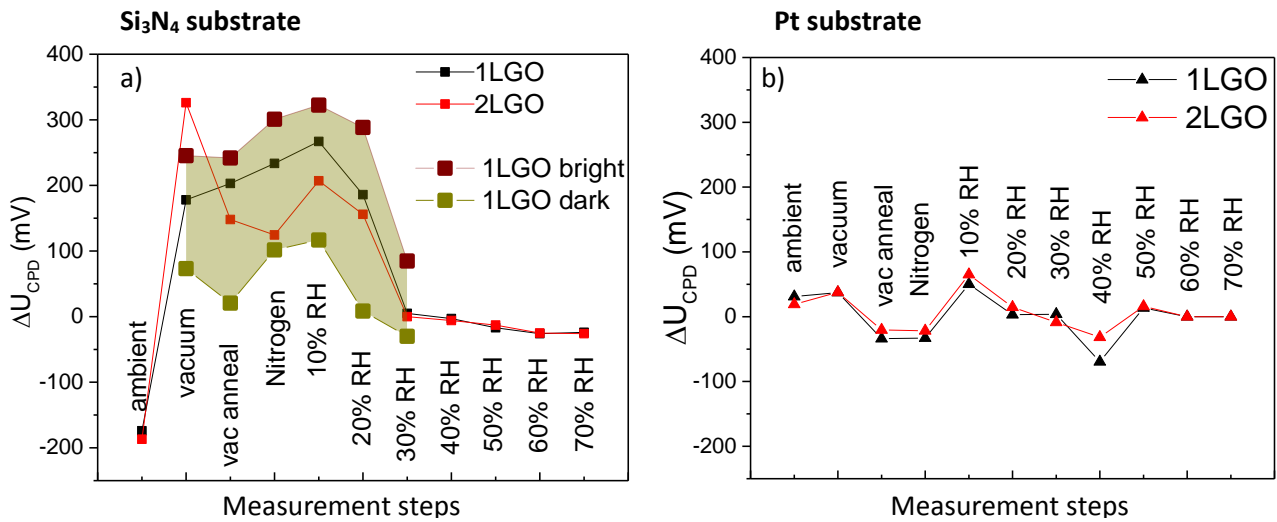 Si₃N₄ substrate
a)
1LGO
2LGO
1LGO bright
1LGO dark
400
300
200
100
0
-100
-200
ΔU_CPD (mV)
ambient
vacuum
vac anneal
Nitrogen
10% RH
20% RH
30% RH
40% RH
50% RH
60% RH
70% RH
Measurement steps
Pt substrate
b)
1LGO
2LGO
400
300
200
100
0
-100
-200
ΔU_CPD (mV)
ambient
vacuum
vac anneal
Nitrogen
10% RH
20% RH
30% RH
40% RH
50% RH
60% RH
70% RH
Measurement steps